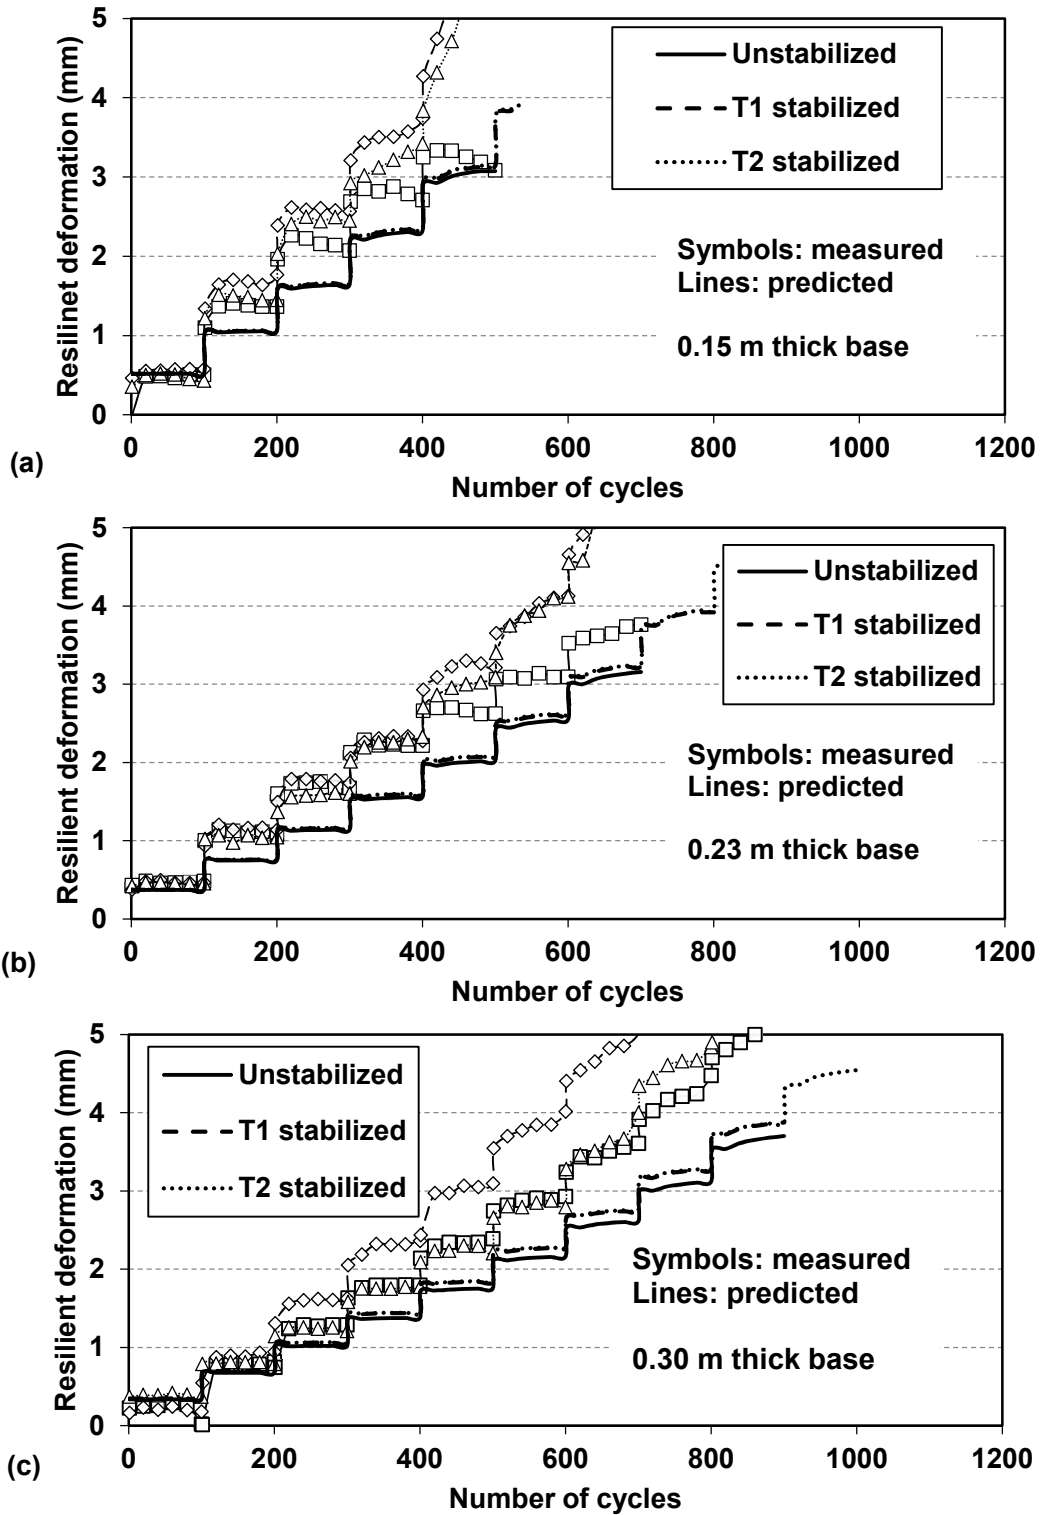 Resilinet deformation (mm)
5
4
3
2
1
0
Unstabilized
T1 stabilized
T2 stabilized
Symbols: measured
Lines: predicted
0.15 m thick base
0 200 400 600 800 1000 1200
(a)
Number of cycles
Resilient deformation (mm)
5
4
3
2
1
0
Unstabilized
T1 stabilized
T2 stabilized
Symbols: measured
Lines: predicted
0.23 m thick base
0 200 400 600 800 1000 1200
(b)
Number of cycles
Resilient deformation (mm)
5
4
3
2
1
0
Unstabilized
T1 stabilized
T2 stabilized
Symbols: measured
Lines: predicted
0.30 m thick base
0 200 400 600 800 1000 1200
(c)
Number of cycles